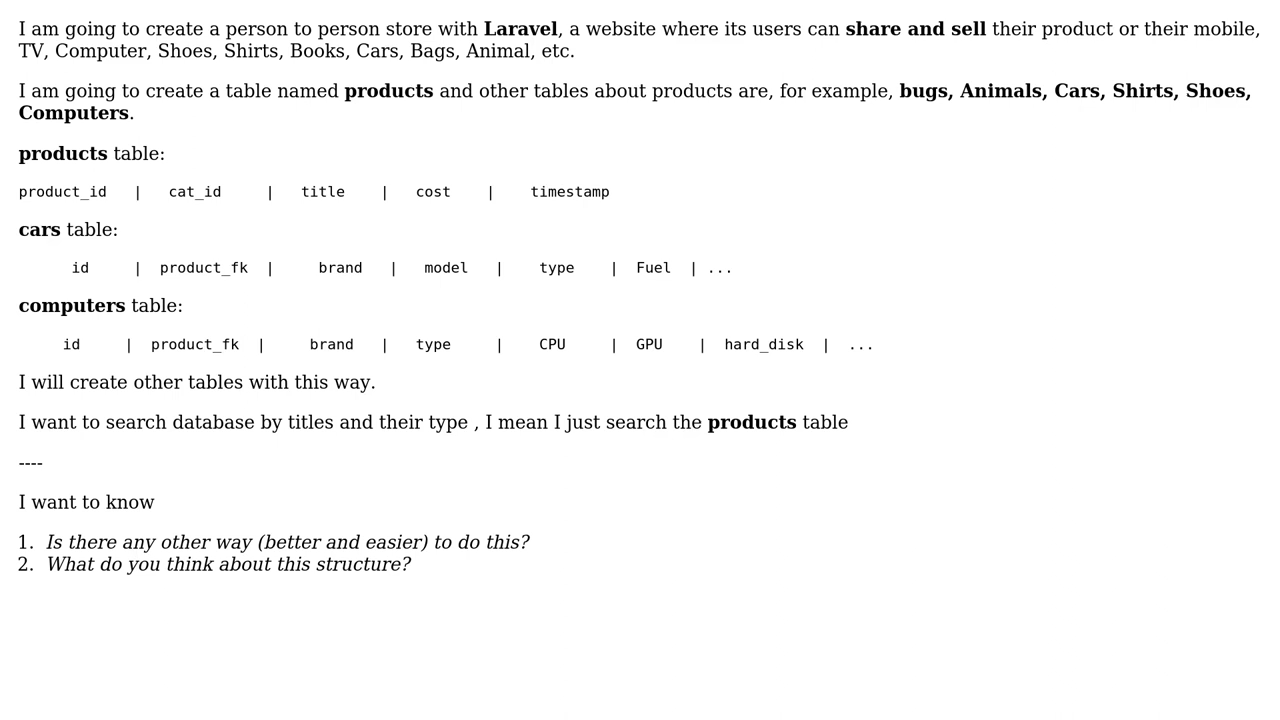 I am going to create a person to person store with Laravel, a website where its users can share and sell their product or their mobile,
TV, Computer, Shoes, Shirts, Books, Cars, Bags, Animal, etc.
I am going to create a table named products and other tables about products are, for example, bugs, Animals, Cars, Shirts, Shoes,
Computers.
products table:
product_id | cat_id | title | cost | timestamp
cars table:
id | product_fk | brand | model | type | Fuel | ...
computers table:
id | product_fk | brand | type | CPU | GPU | hard_disk | ...
I will create other tables with this way.
I want to search database by titles and their type , I mean I just search the products table
----
I want to know
1. Is there any other way (better and easier) to do this?
2. What do you think about this structure?